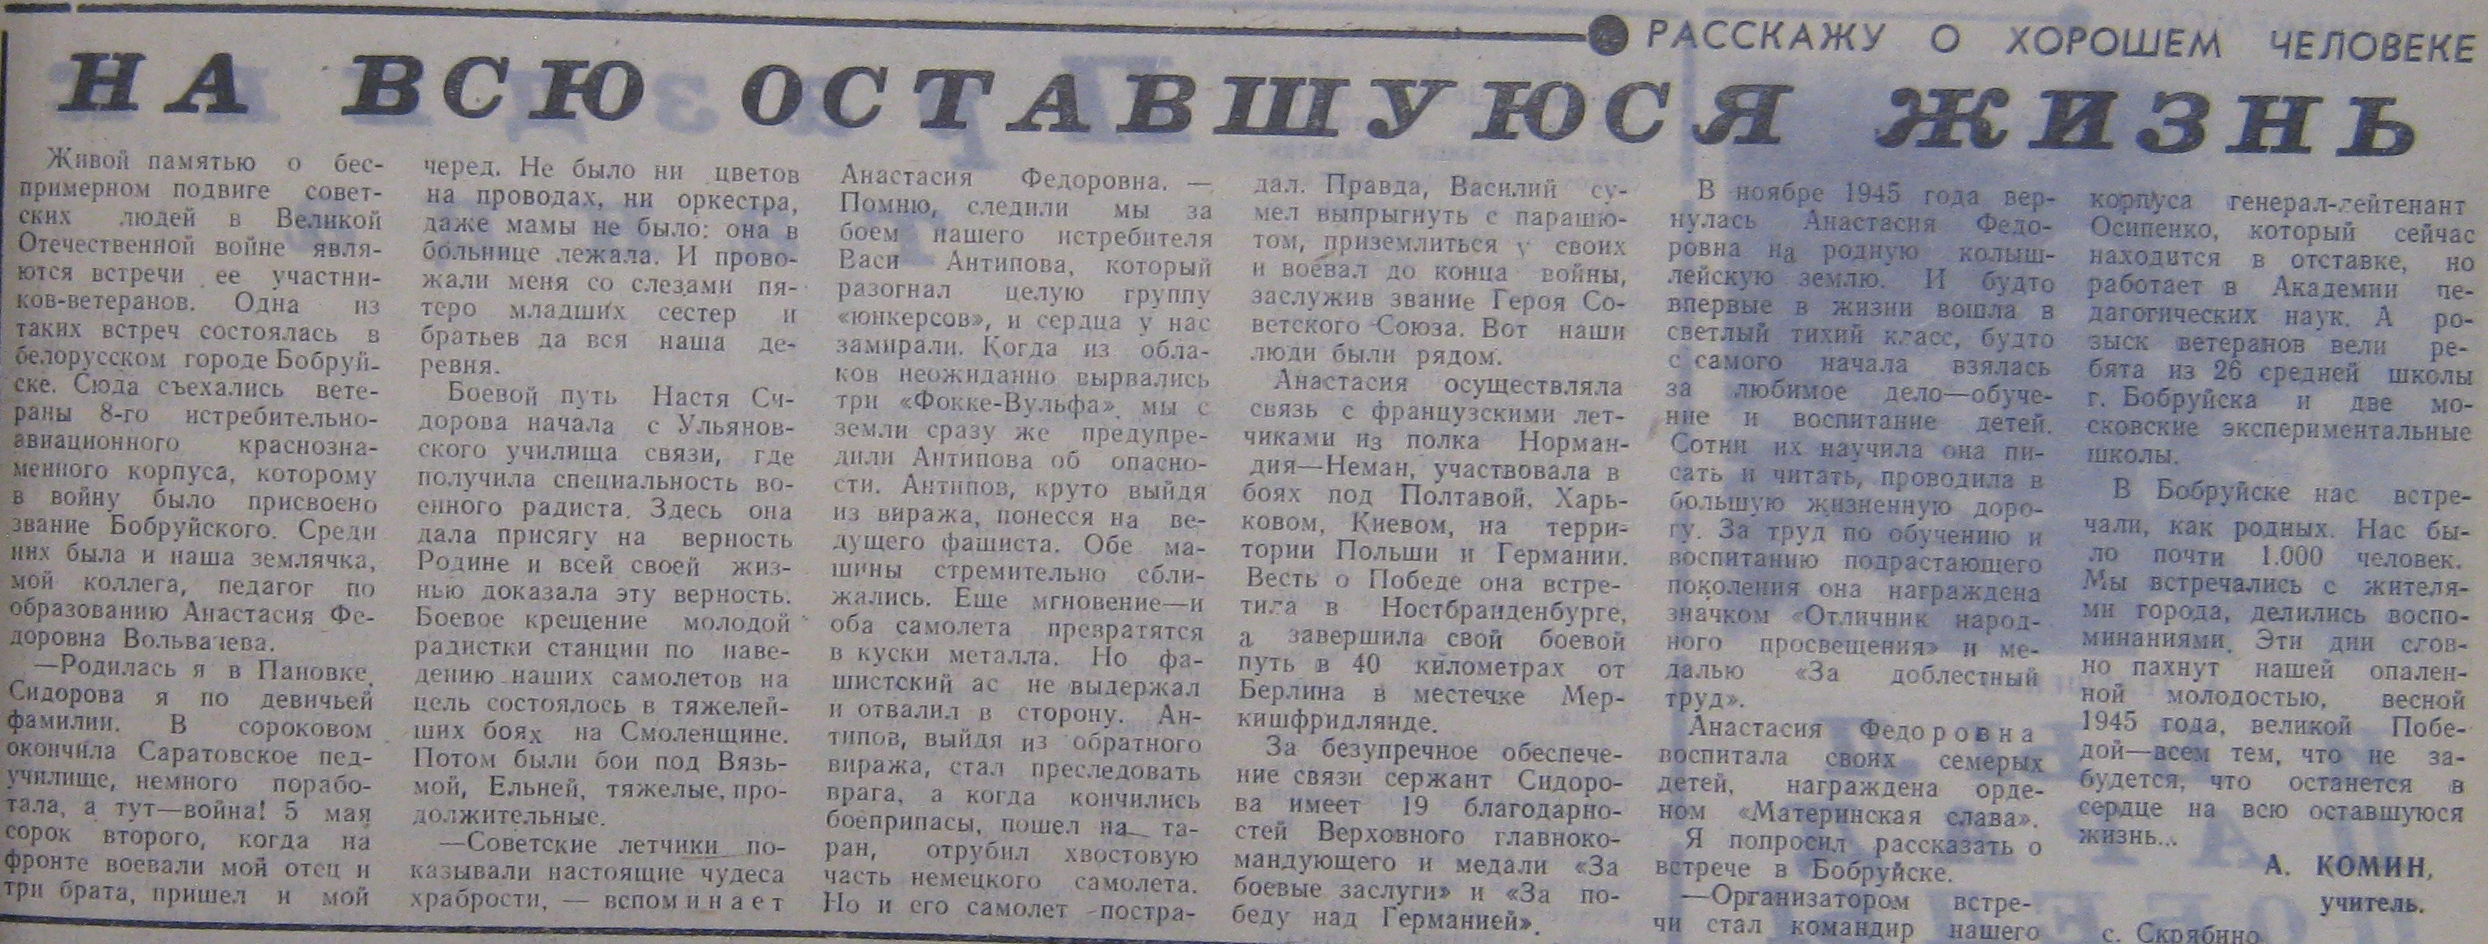 РАССКАЖУ О ХОРОШЕМ ЧЕЛОВЕКЕ
НА ВСЮ ОСТАВШУЮСЯ ЖИЗНЬ
Живой памятью о бес-
примерном подвиге совет-
ских людей в Великой
Отечественной войне явля-
ются встречи ее участни-
ков-ветеранов. Одна из
таких встреч состоялась в
белорусском городе Бобруй-
ске. Сюда съехались вете-
раны 8-го истребительно-
авиационного краснозна-
менного корпуса, которому
в войну было присвоено
звание Бобруйского. Среди
них была и наша землячка,
мой коллега, педагог по
образованию Анастасия Фе-
доровна Вольвачева.
—Родилась я в Пановке,
Сидорова я по девичьей
фамилии. В сороковом
окончила Саратовское пед-
училище, немного порабо-
тала, а тут—война! 5 мая
сорок второго, когда на
фронте воевали мой отец и
три брата, пришел и мой
черед. Не было ни цветов
на проводах, ни оркестра,
даже мамы не было: она в
больнице лежала. И прово-
жали меня со слезами пя-
теро младших сестер и
братьев да вся наша де-
ревня.
Боевой путь Настя Си-
дорова начала с Ульянов-
ского училища связи, где
получила специальность во-
енного радиста. Здесь она
дала присягу на верность
Родине и всей своей жиз-
нью доказала эту верность.
Боевое крещение молодой
радистки станции по наве-
дению наших самолетов на
цель состоялось в тяжелей-
ших боях на Смоленщине.
Потом были бои под Вязь-
мой, Ельней, тяжелые, про-
должительные.
—Советские летчики по-
казывали настоящие чудеса
храбрости, — вспоминает
Анастасия Федоровна. —
Помню, следили мы за
боем нашего истребителя
Васи Антипова, который
разогнал целую группу
«юнкерсов», и сердца у нас
замирали. Когда из обла-
ков неожиданно вырвались
три «Фокке-Вульфа», мы с
земли сразу же предупре-
дили Антипова об опасно-
сти. Антипов, круто выйдя
из виража, понесся на ве-
дущего фашиста. Обе ма-
шины стремительно сбли-
жались. Еще мгновение—и
оба самолета превратятся
в куски металла. Но фа-
шистский ас не выдержал
и отвалил в сторону. Ан-
типов, выйдя из обратного
виража, стал преследовать
врага, а когда кончились
боеприпасы, пошел на та-
ран, отрубил хвостовую
часть немецкого самолета.
Но и его самолет постра-
дал. Правда, Василий су-
мел выпрыгнуть с парашю-
том, приземлиться у своих
и воевал до конца войны,
заслужив звание Героя Со-
ветского Союза. Вот наши
люди были рядом.
Анастасия осуществляла
связь с французскими лет-
чиками из полка Норман-
дия—Неман, участвовала в
боях под Полтавой, Харь-
ковом, Киевом, на терри-
тории Польши и Германии.
Весть о Победе она встре-
тила в Ностбранденбурге,
а завершила свой боевой
путь в 40 километрах от
Берлина в местечке Мер-
кишфридлянде.
За безупречное обеспече-
ние связи сержант Сидоро-
ва имеет 19 благодарно-
стей Верховного главноко-
мандующего и медали «За
боевые заслуги» и «За по-
беду над Германией».
В ноябре 1945 года вер-
нулась Анастасия Федо-
ровна на родную колыш-
лейскую землю. И будто
впервые в жизни вошла в
светлый тихий класс, будто
с самого начала взялась
за любимое дело—обуче-
ние и воспитание детей.
Сотни их научила она пи-
сать и читать, проводила в
большую жизненную доро-
гу. За труд по обучению и
воспитанию подрастающего
поколения она награждена
значком «Отличник народ-
ного просвещения» и ме-
далью «За доблестный
труд».
Анастасия Федоровна
воспитала своих семерых
детей, награждена орде-
ном «Материнская слава».
Я попросил рассказать о
встрече в Бобруйске.
—Организатором встре-
чи стал командир нашего
корпуса генерал-лейтенант
Осипенко, который сейчас
находится в отставке, но
работает в Академии пе-
дагогических наук. А ро-
зыск ветеранов вели ре-
бята из 26 средней школы
г. Бобруйска и две мо-
сковские экспериментальные
школы.
В Бобруйске нас встре-
чали, как родных. Нас бы-
ло почти 1.000 человек.
Мы встречались с жителя-
ми города, делились воспо-
минаниями. Эти дни слов-
но пахнут нашей опален-
ной молодостью, весной
1945 года, великой Побе-
дой—всем тем, что не за-
будется, что останется в
сердце на всю оставшуюся
жизнь...
А. КОМИН,
учитель.
с. Скрябино.